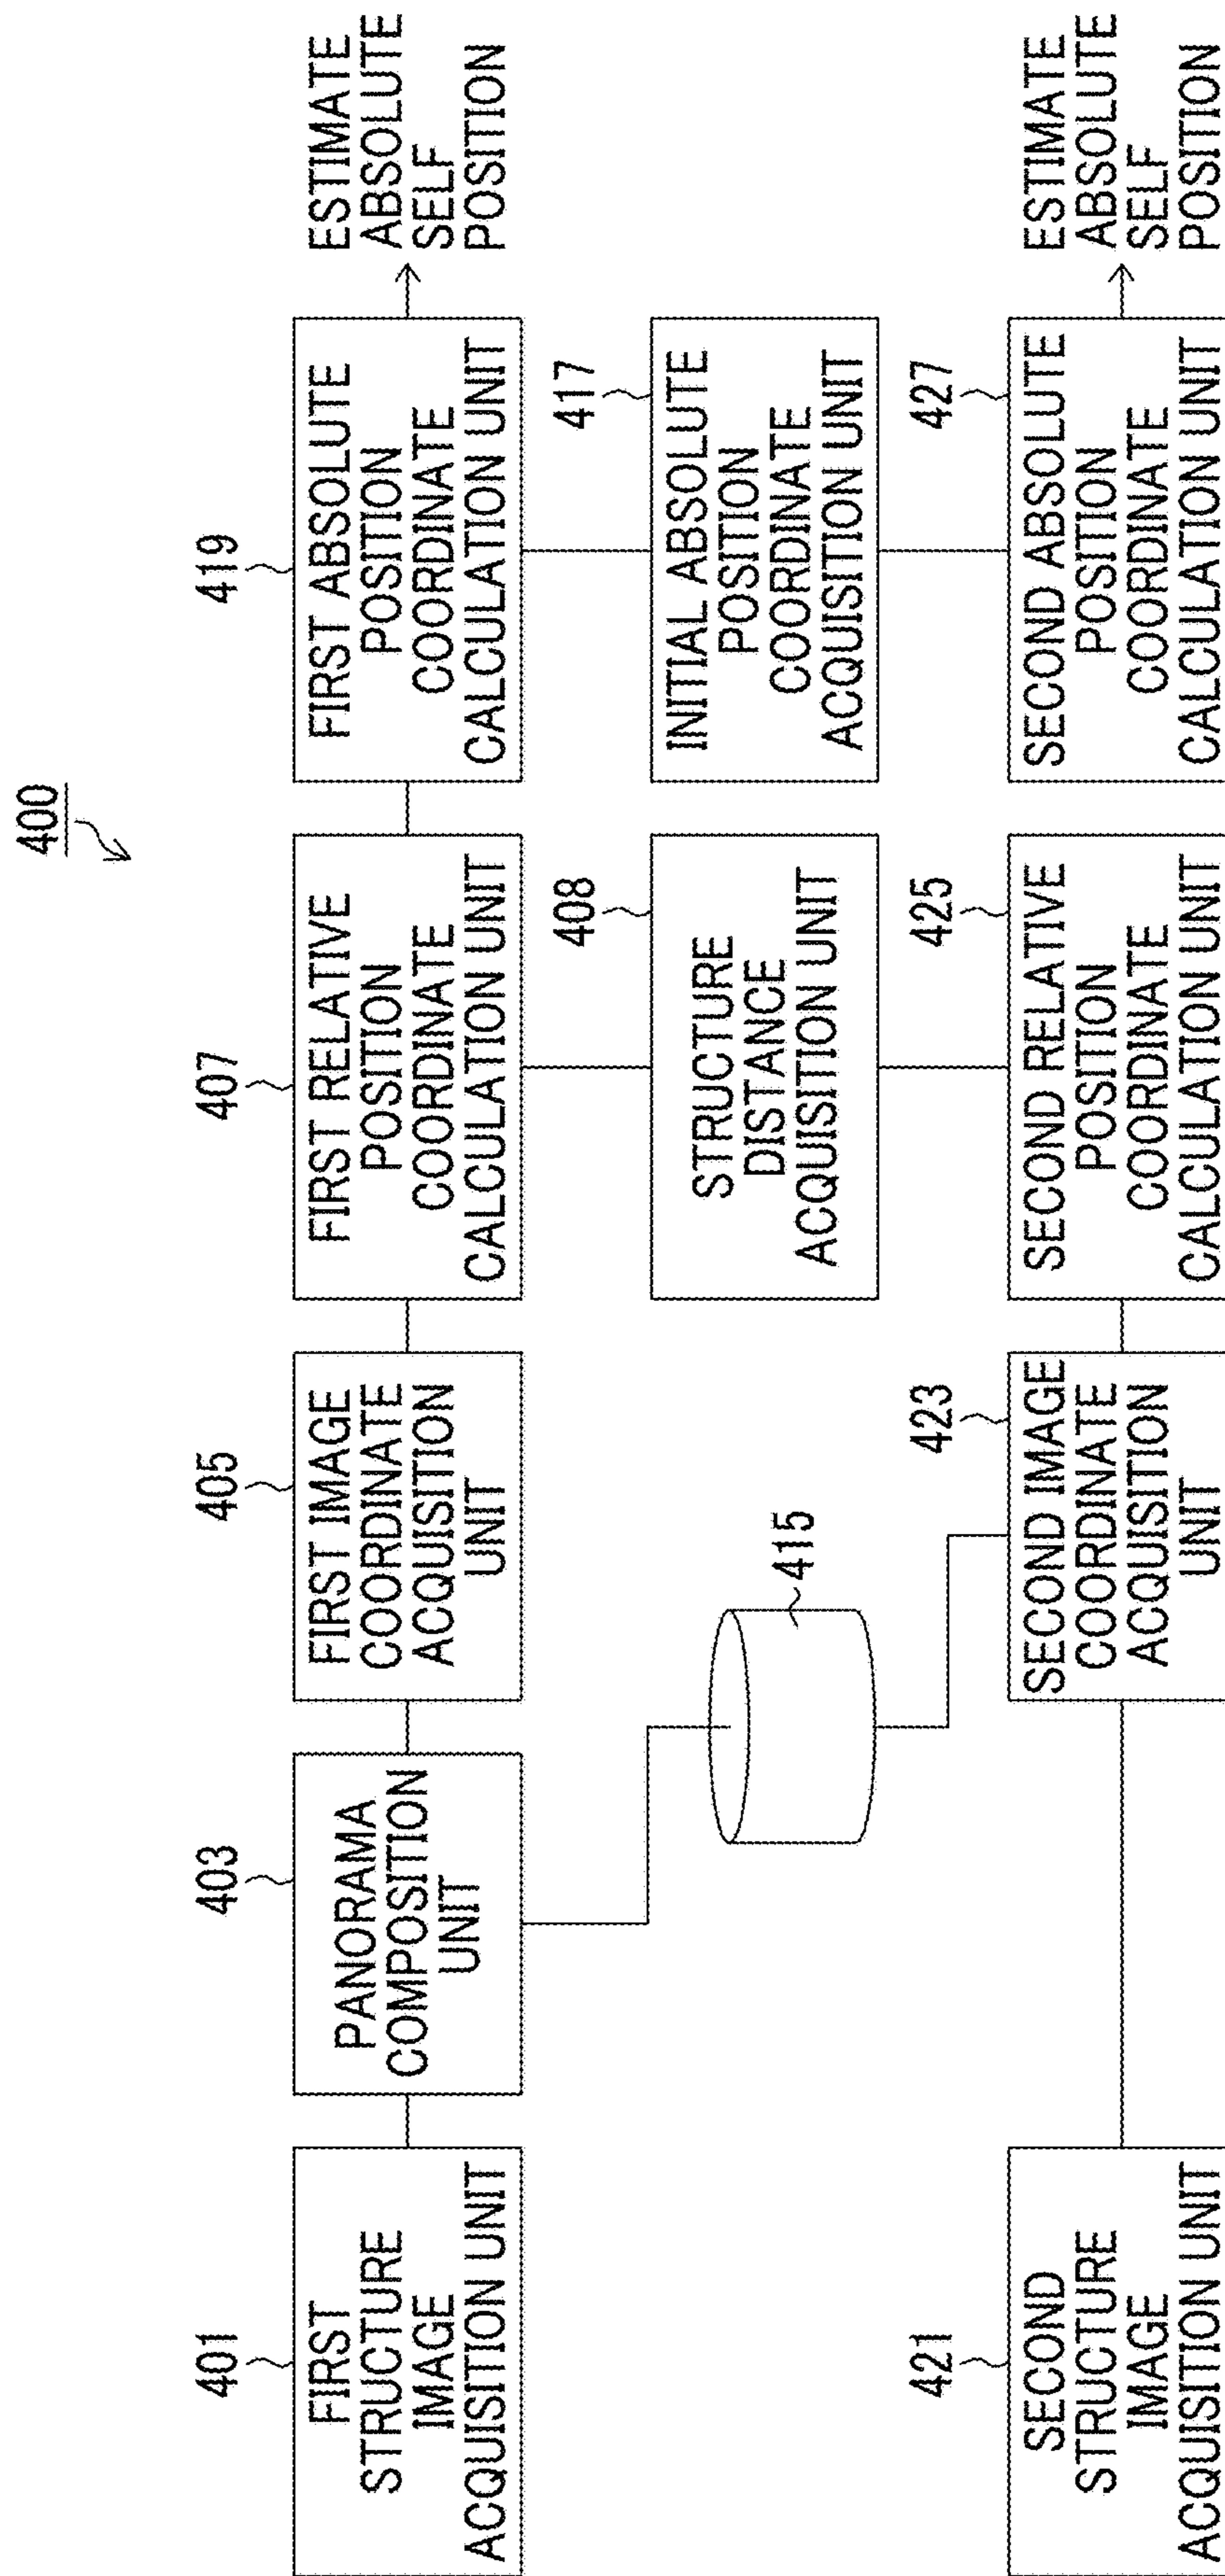 400
401
FIRST
STRUCTURE
IMAGE
ACQUISITION UNIT
403
PANORAMA
COMPOSITION
UNIT
405
FIRST IMAGE
COORDINATE
ACQUISITION
UNIT
407
FIRST RELATIVE
POSITION
COORDINATE
CALCULATION UNIT
419
FIRST ABSOLUTE
POSITION
COORDINATE
CALCULATION UNIT
ESTIMATE
ABSOLUTE
SELF
POSITION
415
408
STRUCTURE
DISTANCE
ACQUISITION UNIT
417
INITIAL ABSOLUTE
POSITION
COORDINATE
ACQUISITION UNIT
421
SECOND
STRUCTURE
IMAGE
ACQUISITION UNIT
423
SECOND IMAGE
COORDINATE
ACQUISITION
UNIT
425
SECOND RELATIVE
POSITION
COORDINATE
CALCULATION UNIT
427
SECOND ABSOLUTE
POSITION
COORDINATE
CALCULATION UNIT
ESTIMATE
ABSOLUTE
SELF
POSITION